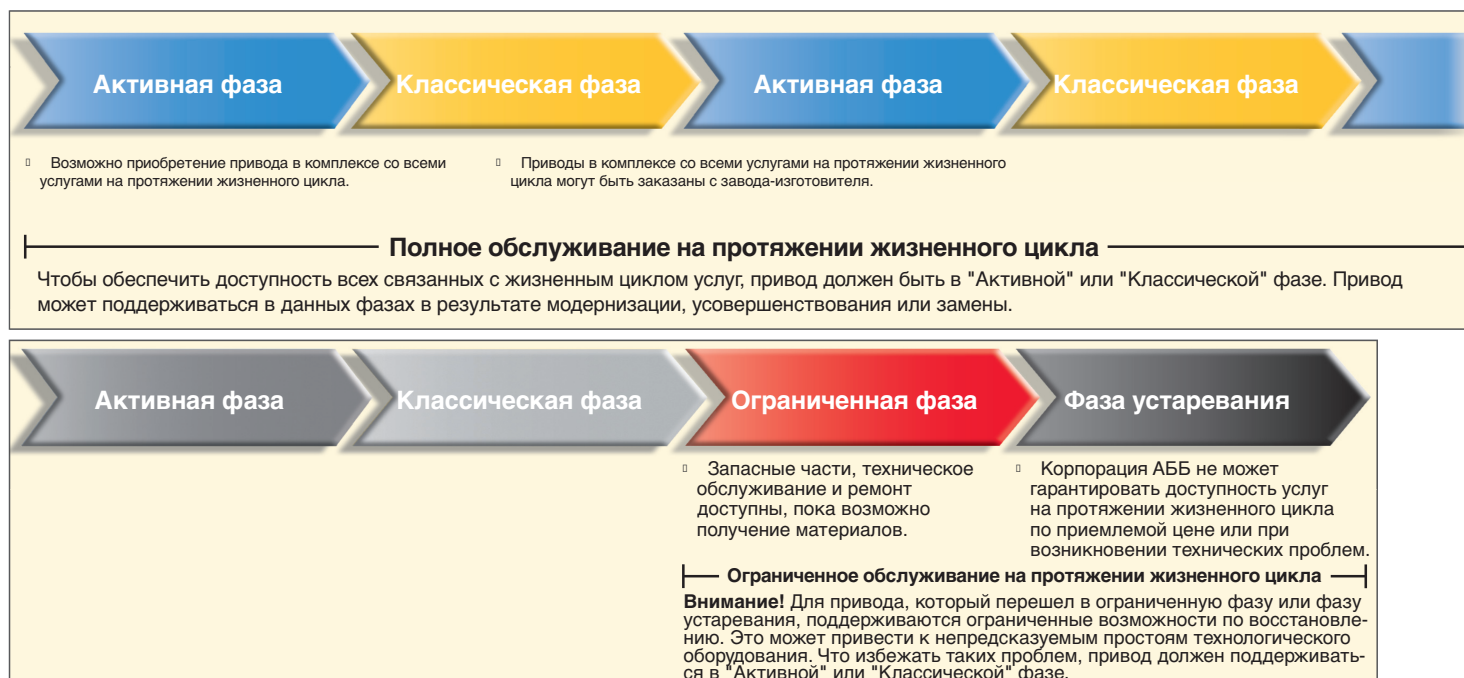 Активная фаза
Классическая фаза
Активная фаза
Классическая фаза
Возможно приобретение привода в комплексе со всеми
услугами на протяжении жизненного цикла.
Приводы в комплексе со всеми услугами на протяжении жизненного
цикла могут быть заказаны с завода-изготовителя.
Полное обслуживание на протяжении жизненного цикла
Чтобы обеспечить доступность всех связанных с жизненным циклом услуг, привод должен быть в "Активной" или "Классической" фазе. Привод
может поддерживаться в данных фазах в результате модернизации, усовершенствования или замены.
Активная фаза
Классическая фаза
Ограниченная фаза
Фаза устаревания
Запасные части, техническое
обслуживание и ремонт
доступны, пока возможно
получение материалов.
Корпорация АББ не может
гарантировать доступность услуг
на протяжении жизненного цикла
по приемлемой цене или при
возникновении технических проблем.
Ограниченное обслуживание на протяжении жизненного цикла
Внимание! Для привода, который перешел в ограниченную фазу или фазу
устаревания, поддерживаются ограниченные возможности по восстановле-
нию. Это может привести к непредсказуемым простоям технологического
оборудования. Что избежать таких проблем, привод должен поддерживать-
ся в "Активной" или "Классической" фазе.